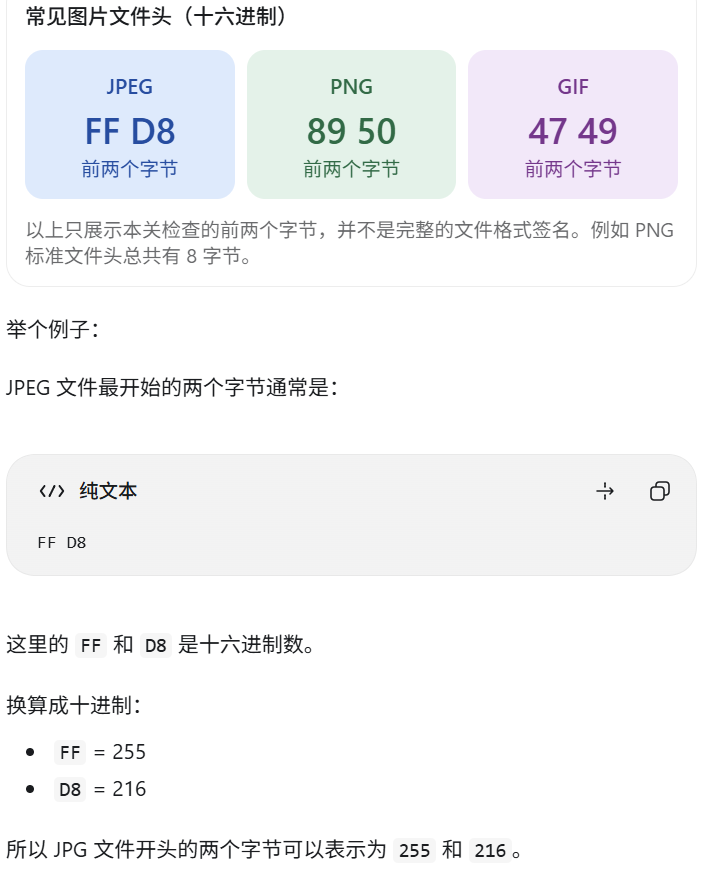 常见图片文件头（十六进制）
JPEG
FF D8
前两个字节
PNG
89 50
前两个字节
GIF
47 49
前两个字节
以上只展示本关检查的前两个字节，并不是完整的文件格式签名。例如 PNG
标准文件头总共有 8 字节。
举个例子：
JPEG 文件最开始的两个字节通常是：
</> 纯文本
FF D8
这里的 FF 和 D8 是十六进制数。
换算成十进制：
• FF = 255
• D8 = 216
所以 JPG 文件开头的两个字节可以表示为 255 和 216。